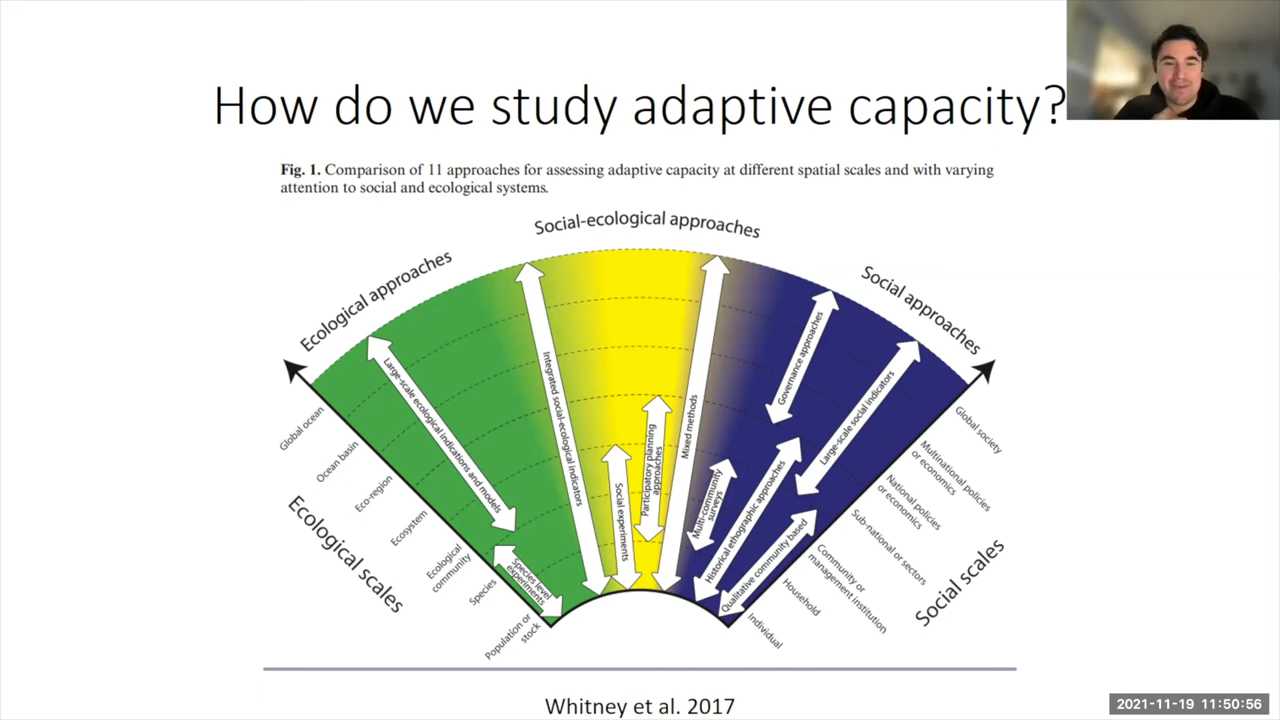 How do we study adaptive capacity?
Fig. 1. Comparison of 11 approaches for assessing adaptive capacity at different spatial scales and with varying
attention to social and ecological systems.
Social-ecological approaches
Ecological approaches
Social approaches
Large-scale ecological indications and models
Species level
experiments
Integrated social-ecological indicators
Social experiments
Participatory planning
approaches
Mixed methods
Multi-community
surveys
Governance approaches
Historical ethographic approaches
Large-scale social indicators
Qualitative community based
Global ocean
Ocean basin
Eco-region
Ecosystem
Ecological
community
Species
Population or
stock
Ecological scales
Global society
Multinational policies
or economics
National policies
or economics
Sub-national or sectors
Community or
management institution
Household
Individual
Social scales
Whitney et al. 2017
2021-11-19 11:50:56